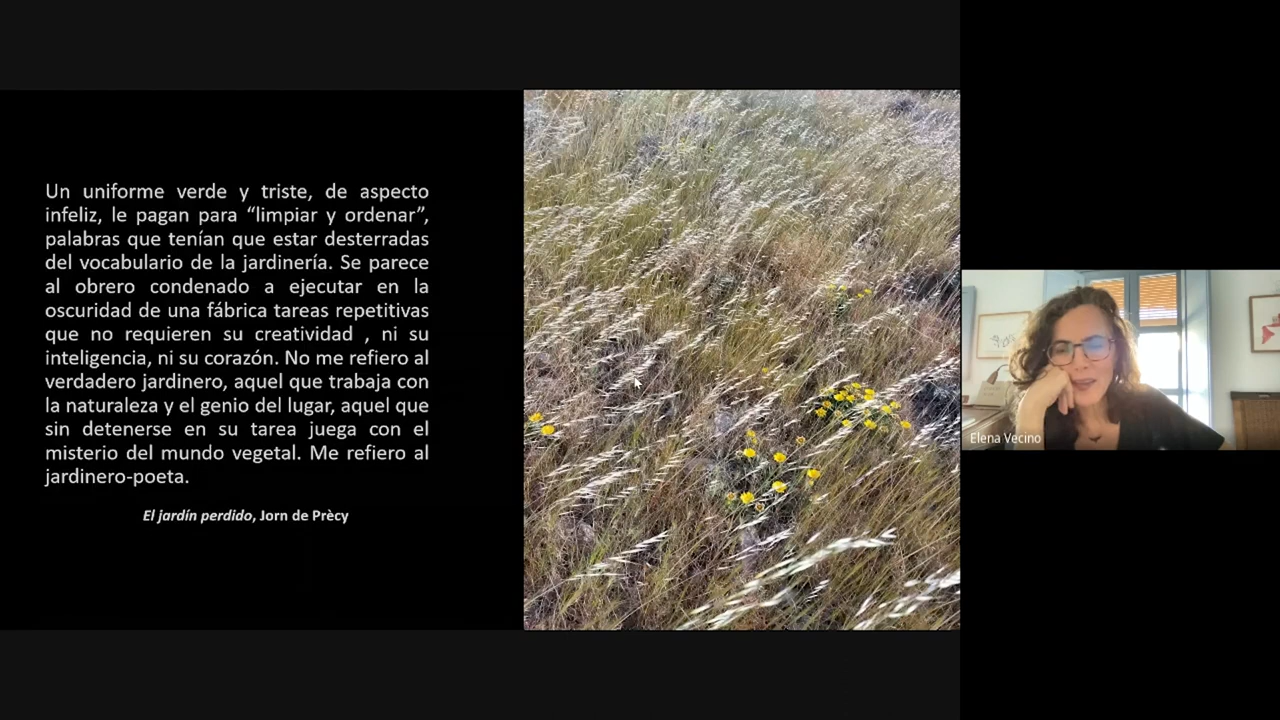 Un uniforme verde y triste, de aspecto
infeliz, le pagan para “limpiar y ordenar”,
palabras que tenían que estar desterradas
del vocabulario de la jardinería. Se parece
al obrero condenado a ejecutar en la
oscuridad de una fábrica tareas repetitivas
que no requieren su creatividad , ni su
inteligencia, ni su corazón. No me refiero al
verdadero jardinero, aquel que trabaja con
la naturaleza y el genio del lugar, aquel que
sin detenerse en su tarea juega con el
misterio del mundo vegetal. Me refiero al
jardinero-poeta.
El jardín perdido, Jorn de Prècy
Elena Vecino